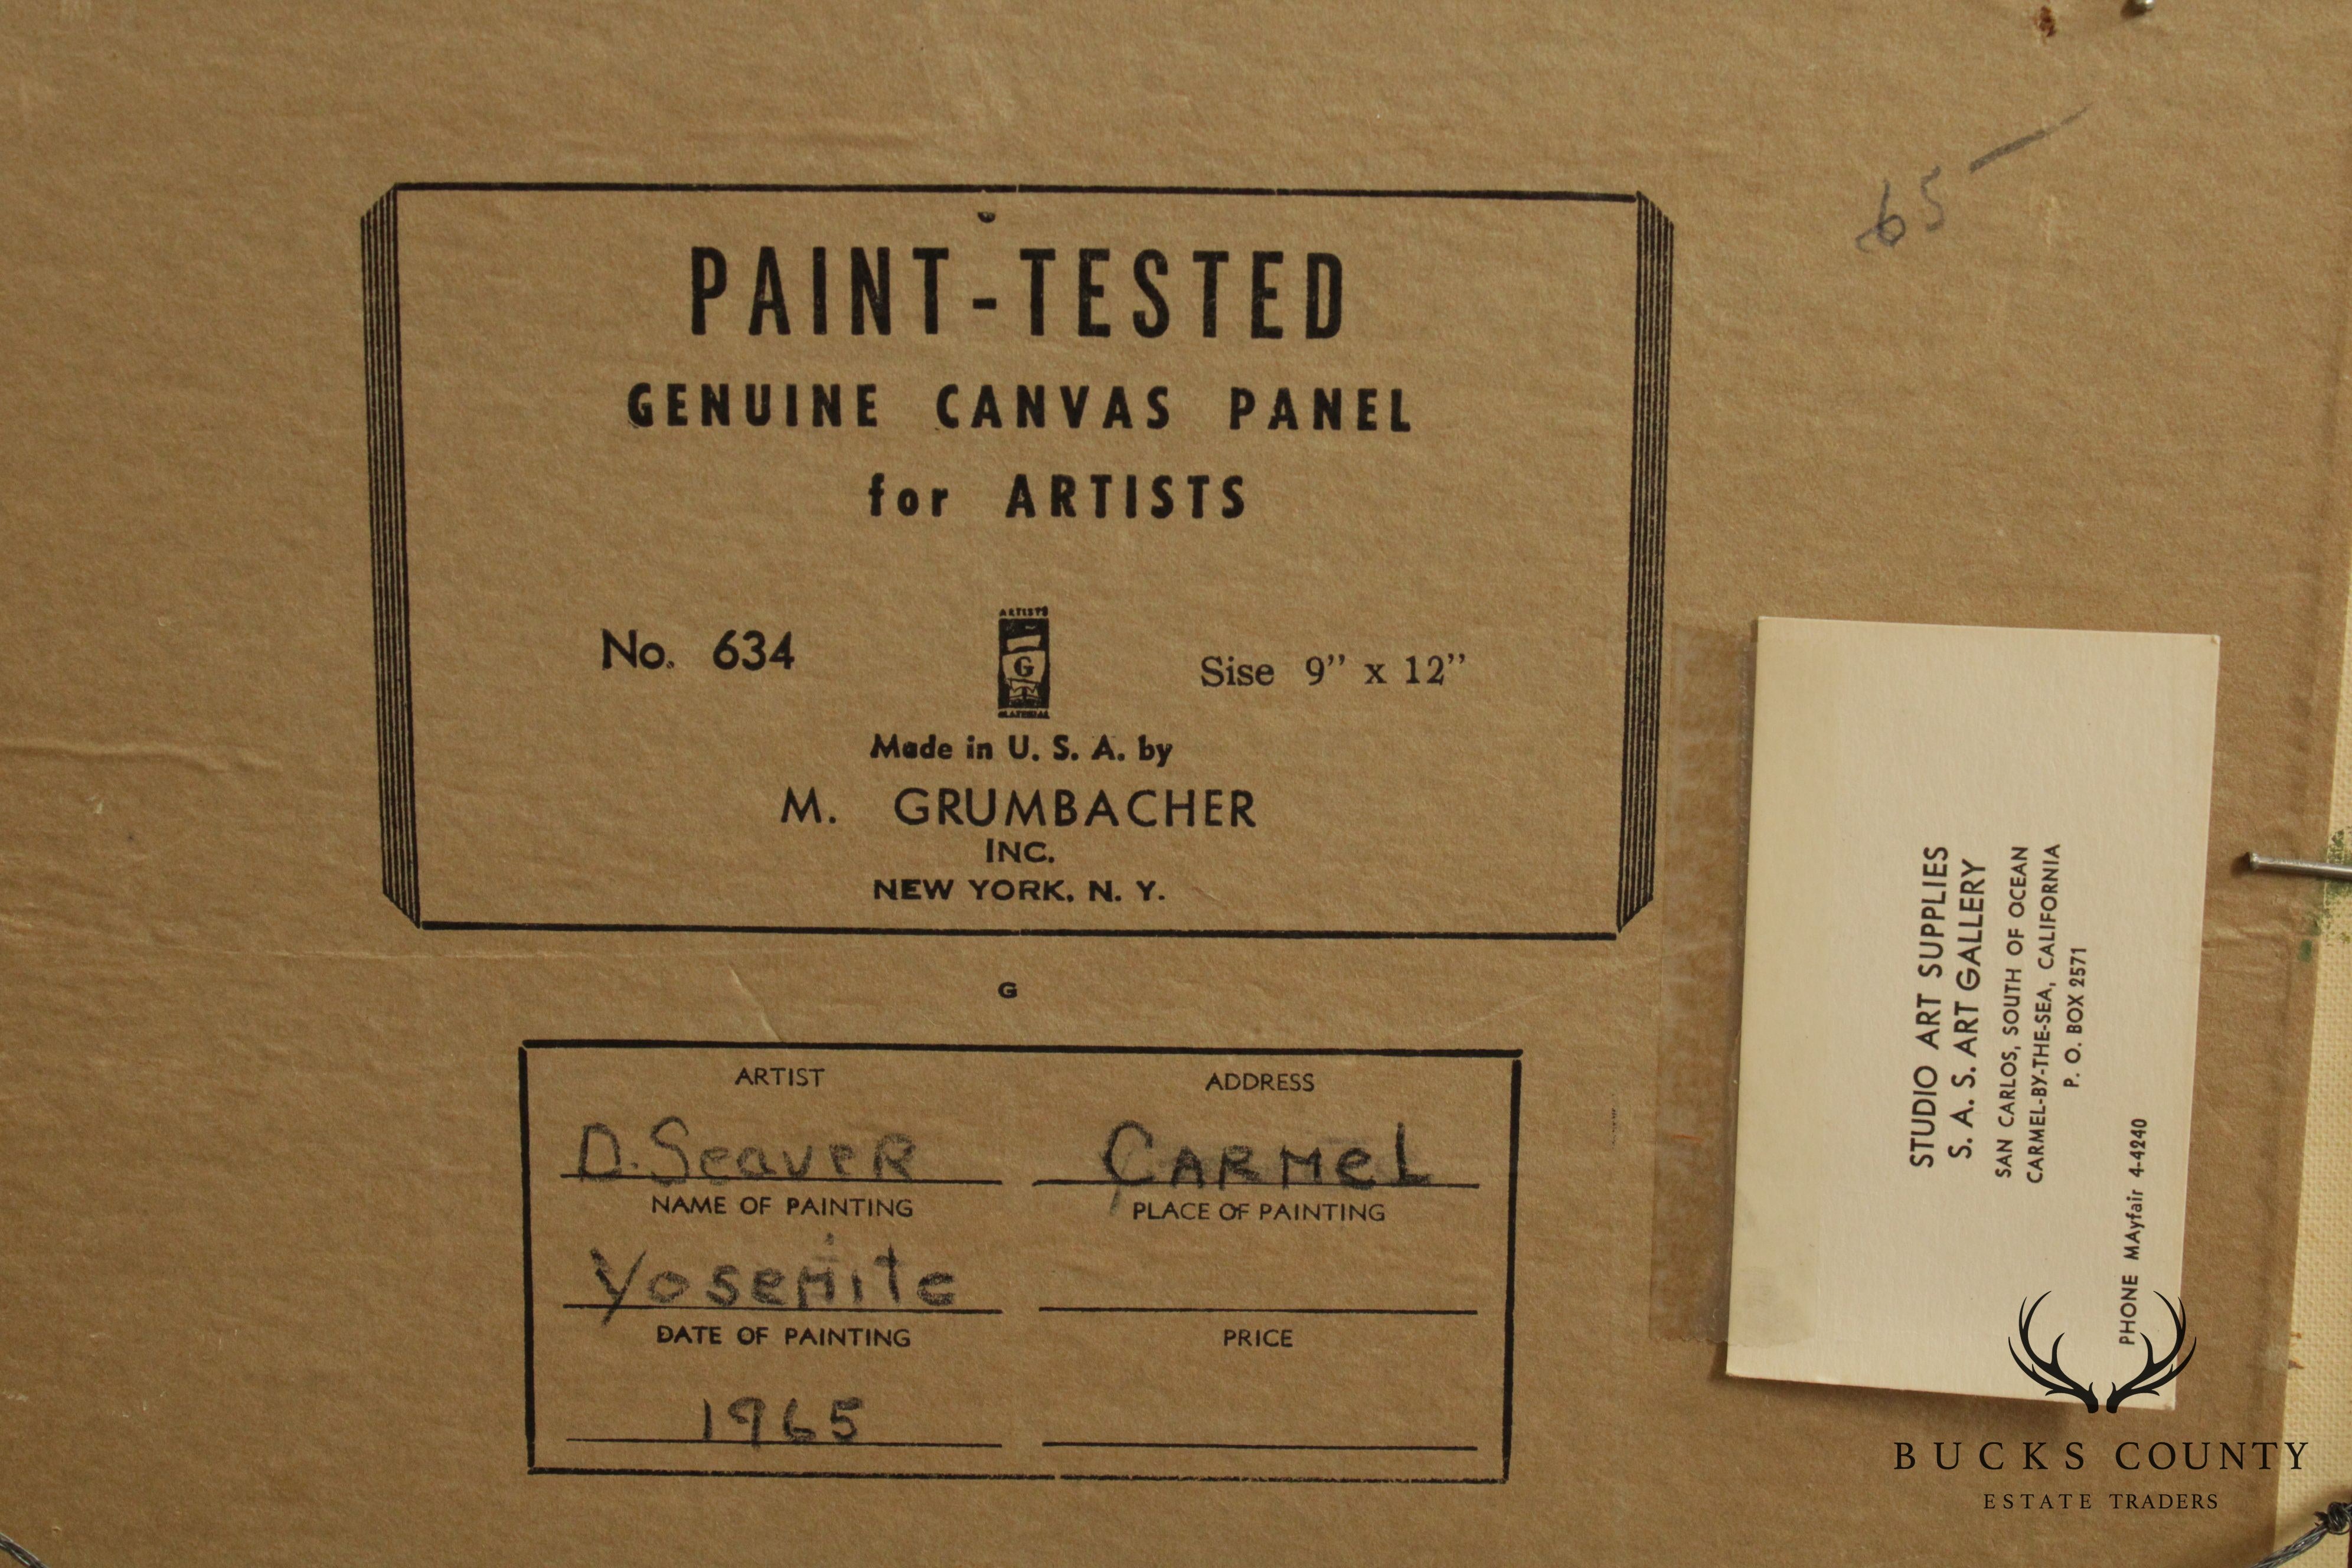 65
PAINT-TESTED
GENUINE CANVAS PANEL
for ARTISTS
No. 634
ARTISTS
G
MATERIAL
Sise 9" x 12"
Made in U. S. A. by
M. GRUMBACHER
INC.
NEW YORK, N. Y.
G
ARTIST
ADDRESS
D. Seaver
CARMEL
NAME OF PAINTING
PLACE OF PAINTING
Yosemite
DATE OF PAINTING
PRICE
1965
STUDIO ART SUPPLIES
S. A. S. ART GALLERY
SAN CARLOS, SOUTH OF OCEAN
CARMEL-BY-THE-SEA, CALIFORNIA
P. O. BOX 2571
PHONE MAyfair 4-4240
BUCKS COUNTY
ESTATE TRADERS